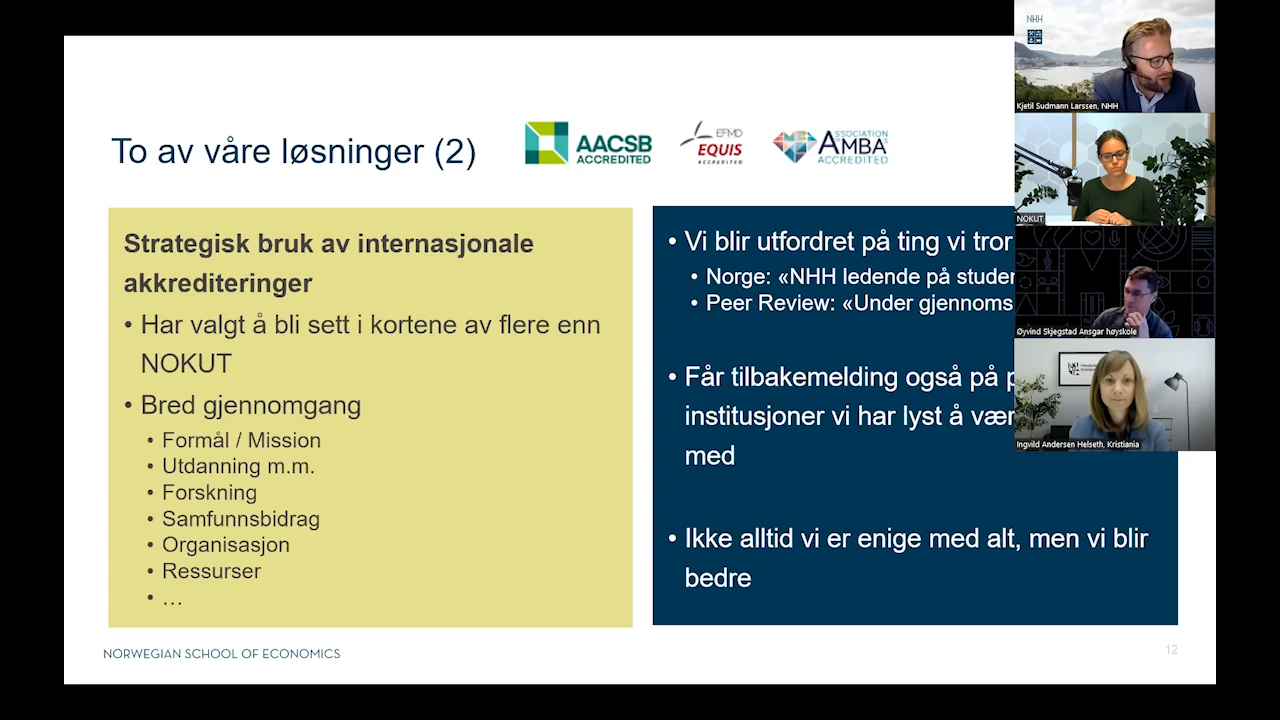 To av våre løsninger (2)
AACSB
ACCREDITED
EFMD
EQUIS
ACCREDITED
ASSOCIATION
AMBA
ACCREDITED
Strategisk bruk av internasjonale
akkrediteringer
• Har valgt å bli sett i kortene av flere enn
NOKUT
• Bred gjennomgang
• Formål / Mission
• Utdanning m.m.
• Forskning
• Samfunnsbidrag
• Organisasjon
• Ressurser
• …
• Vi blir utfordret på ting vi tror
• Norge: «NHH ledende på
• Peer Review: «Under
• Får tilbakemelding også på
institusjoner vi har lyst å
med
• Ikke alltid vi er enige med alt, men vi blir
bedre
NORWEGIAN SCHOOL OF ECONOMICS
12
NHH
Kjetil Sudmann Larssen, NHH
NOKUT
Øyvind Skjegstad Ansgar høyskole
Ingvild Andersen Helseth, Kristiania